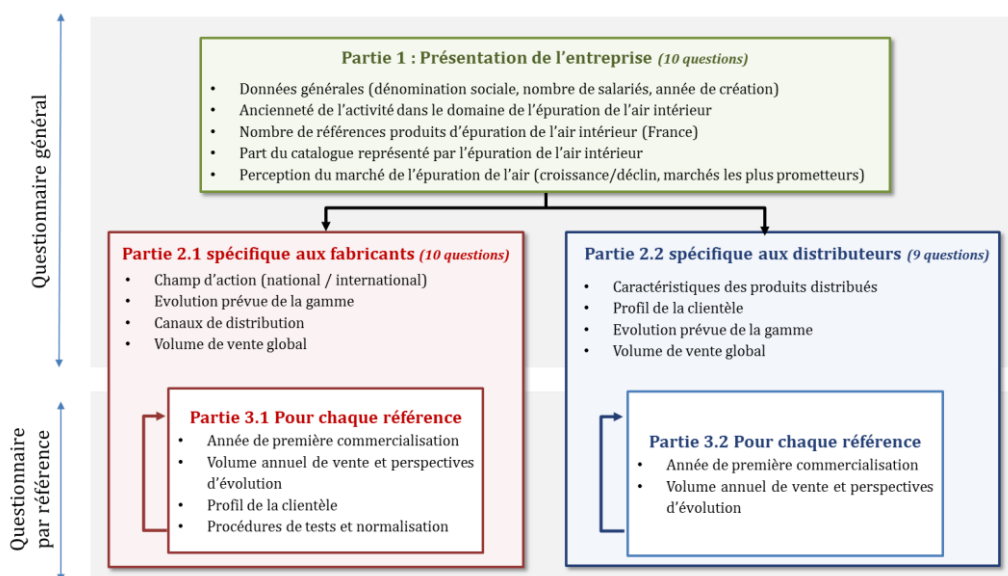 Questionnaire général
Partie 1 : Présentation de l'entreprise (10 questions)
• Données générales (dénomination sociale, nombre de salariés, année de création)
• Ancienneté de l'activité dans le domaine de l'épuration de l'air intérieur
• Nombre de références produits d'épuration de l'air intérieur (France)
• Part du catalogue représenté par l'épuration de l'air intérieur
• Perception du marché de l'épuration de l'air (croissance/déclin, marchés les plus prometteurs)
Partie 2.1 spécifique aux fabricants (10 questions)
• Champ d'action (national / international)
• Evolution prévue de la gamme
• Canaux de distribution
• Volume de vente global
Partie 2.2 spécifique aux distributeurs (9 questions)
• Caractéristiques des produits distribués
• Profil de la clientèle
• Evolution prévue de la gamme
• Volume de vente global
Questionnaire
par référence
Partie 3.1 Pour chaque référence
• Année de première commercialisation
• Volume annuel de vente et perspectives
d'évolution
• Profil de la clientèle
• Procédures de tests et normalisation
Partie 3.2 Pour chaque référence
• Année de première commercialisation
• Volume annuel de vente et perspectives
d'évolution